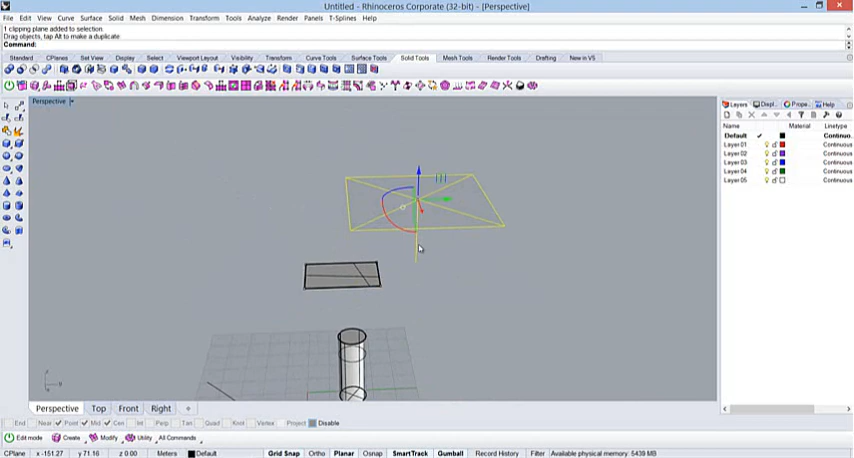 Untitled - Rhinoceros Corporate (32-bit) - [Perspective]
File Edit View Curve Surface Solid Mesh Dimension Transform Tools Analyze Render Panels T-Splines Help
1 clipping plane added to selection.
Drag objects, tap Alt to make a duplicate
Command:
Standard CPlanes Set View Display Select Viewport Layout Visibility Transform Curve Tools Surface Tools Solid Tools Mesh Tools Render Tools Drafting New in V5
Perspective
Layers Displ... Prope... Help
Name Material Linetype
Default Continuo...
Layer 01 Continuous
Layer 02 Continuous
Layer 03 Continuous
Layer 04 Continuous
Layer 05 Continuous
Perspective Top Front Right
End Near Point Mid Cen Int Perp Tan Quad Knot Vertex Project Disable
Edit mode Create Modify Utility All Commands
CPlane x -151.27 y 71.16 z 0.00 Meters Default Grid Snap Ortho Planar Osnap SmartTrack Gumball Record History Filter Available physical memory: 5439 MB